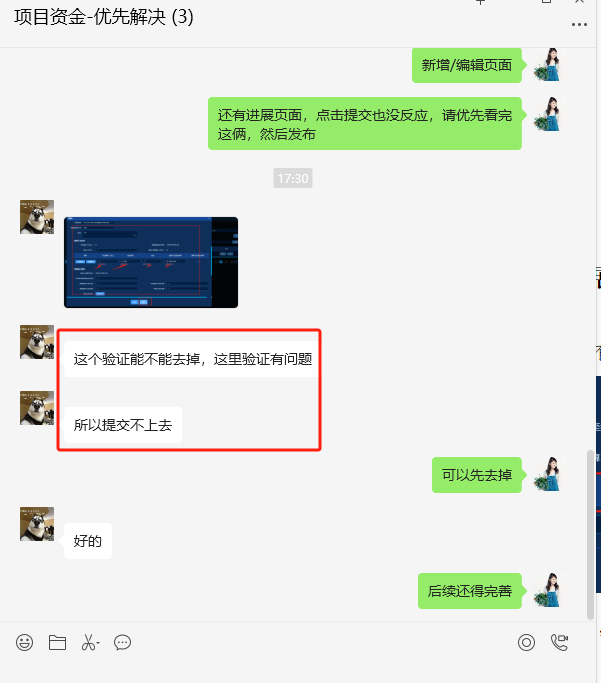 项目资金-优先解决 (3)
新增/编辑页面
还有进展页面，点击提交也没反应，请优先看完
这俩，然后发布
17:30
这个验证能不能去掉，这里验证有问题
所以提交不上去
可以先去掉
好的
后续还得完善